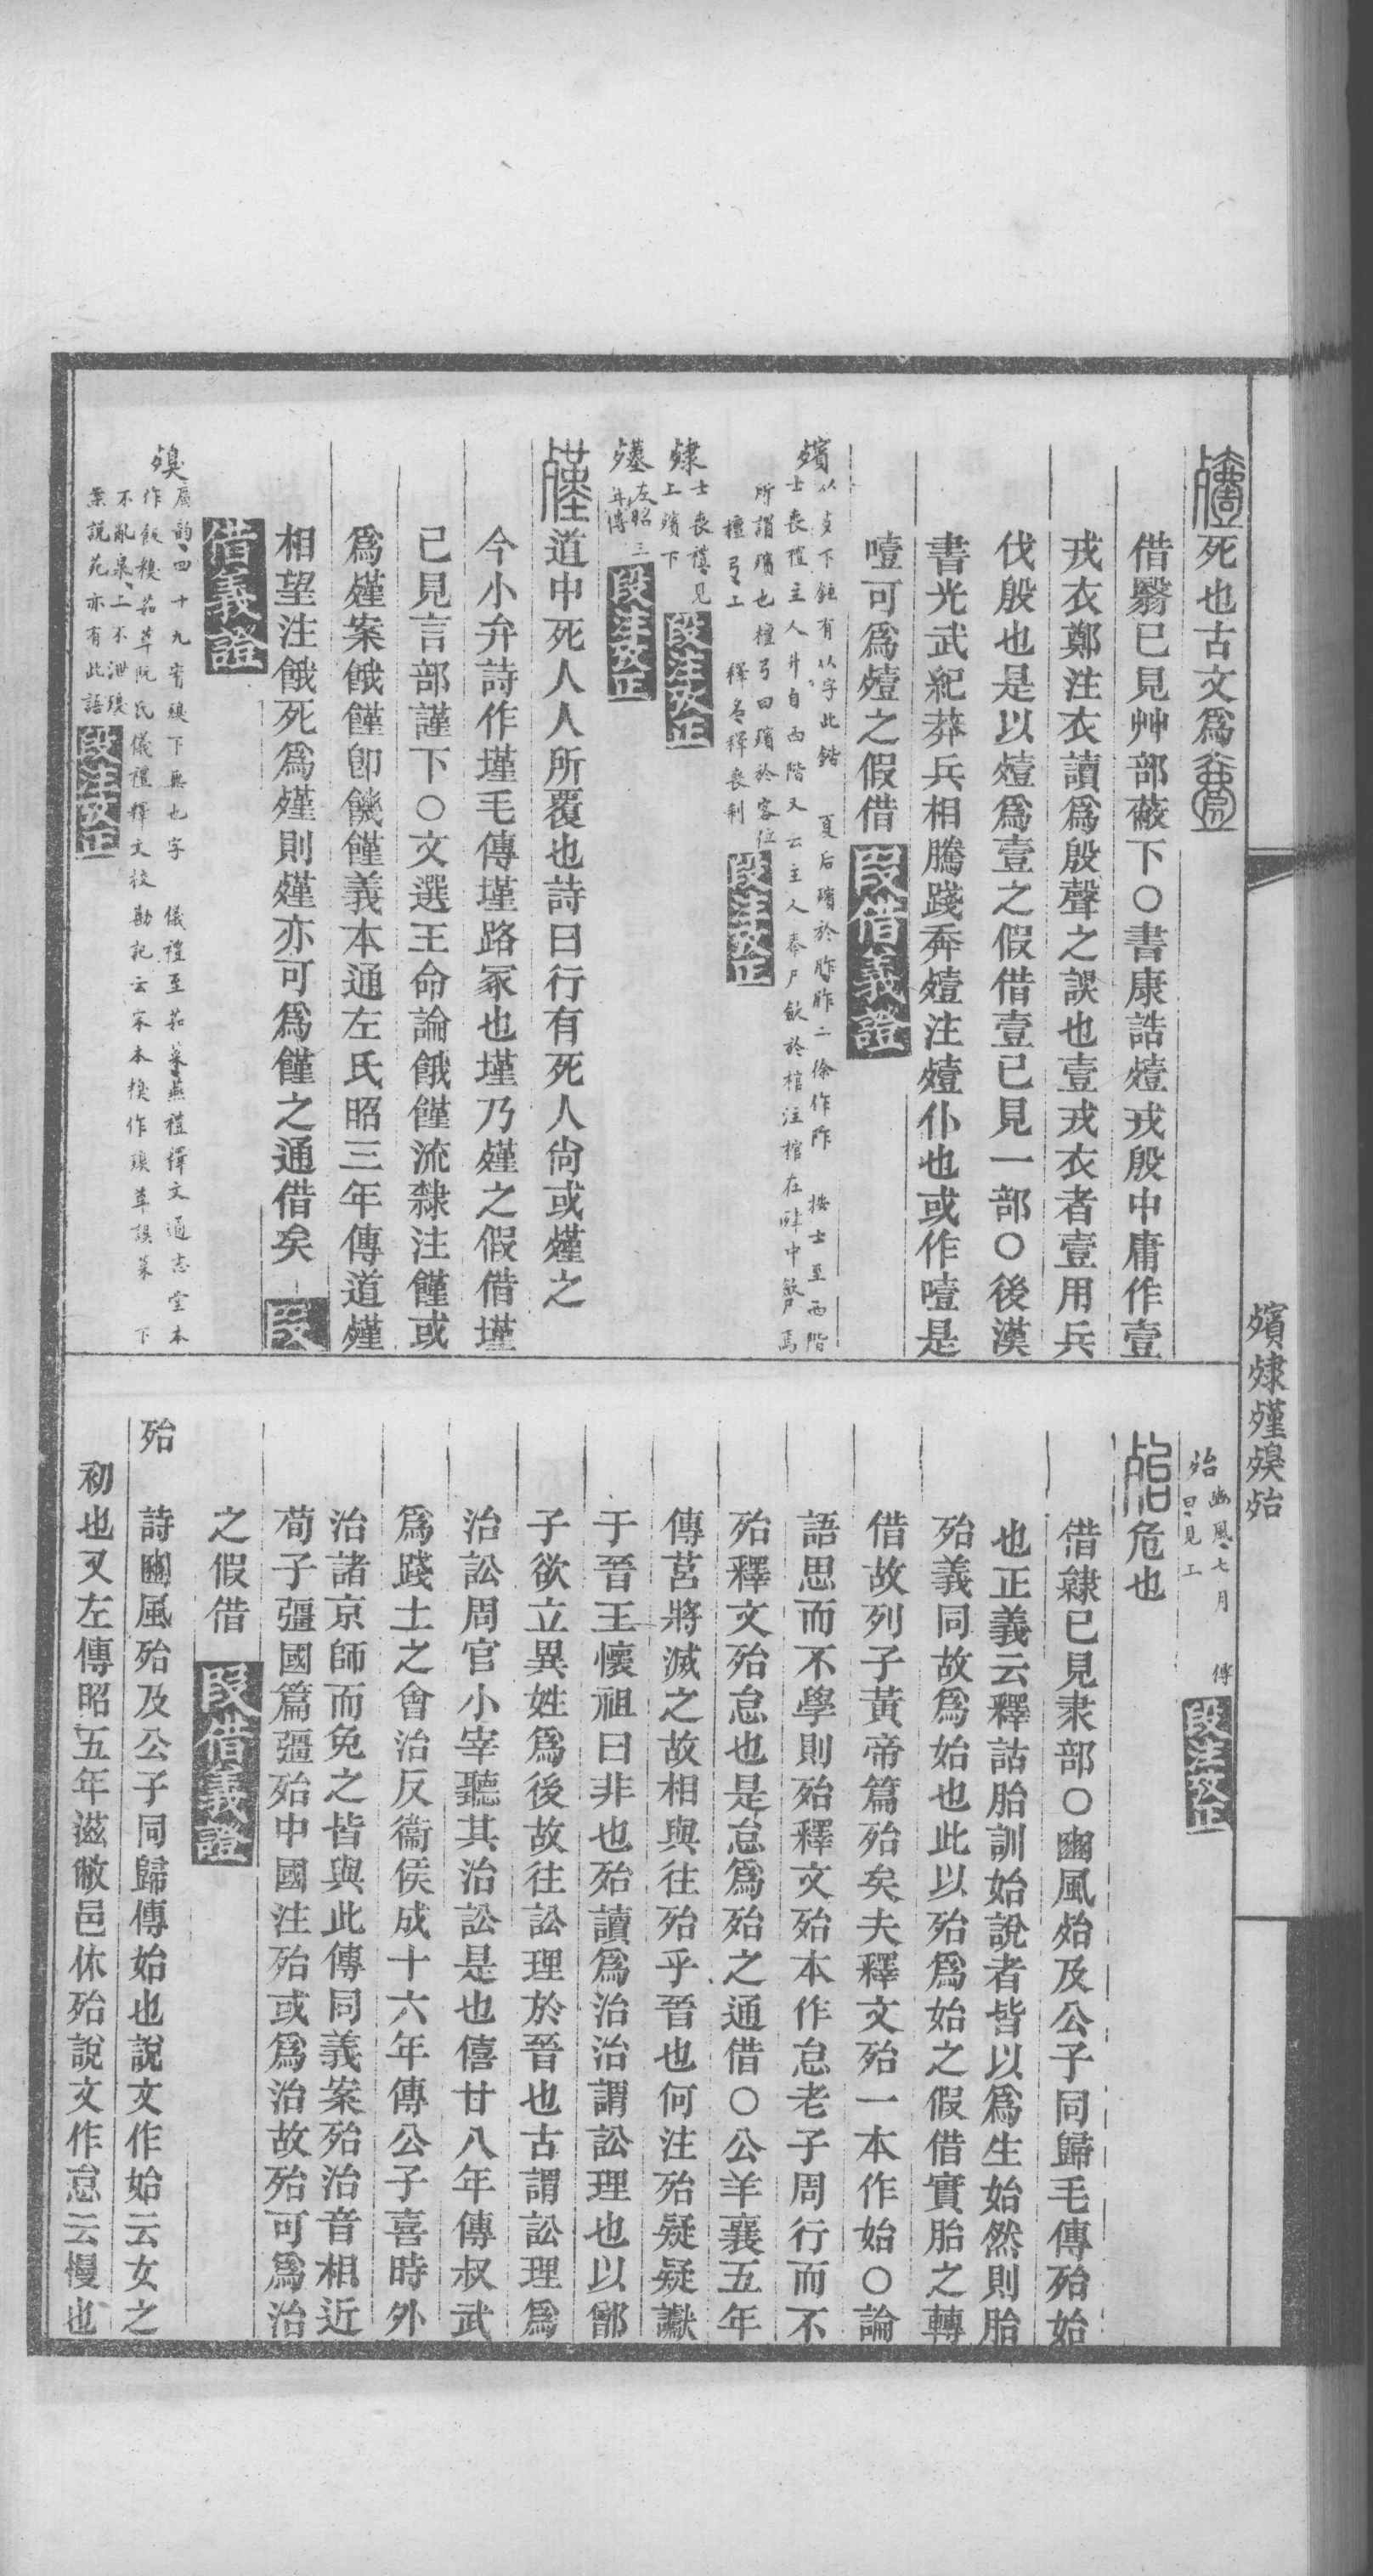 殪死也古文為
借翳已見艸部蔽下○書康誥殪戎殷中庸作壹
戎衣鄭注衣讀爲殷聲之誤也壹戎衣者壹用兵
伐殷也是以殪爲壹之假借壹已見一部○後漢
書光武紀莽兵相騰踐奔殪注殪仆也或作曀是
曀可爲殪之假借 段借義證
殯 以攴下鉉有从字此鍇 夏后殯於阼阼二徐作阼 按士至西階
士喪禮主人升自西階又云主人奉尸斂於棺注棺在肂中斂尸焉
所謂殯也檀弓曰殯於客位
檀弓上 釋名釋喪制 段注攷正
肂 士喪禮見
上殯下 段注攷正
殣 左昭三
年傳 段注攷正
殣道中死人人所覆也詩曰行有死人尙或殣之
今小弁詩作墐毛傳墐路冢也墐乃殣之假借墐
已見言部謹下○文選王命論餓饉流隸注饉或
爲殣案餓饉卽饑饉義本通左氏昭三年傳道殣
相望注餓死爲殣則殣亦可爲饉之通借矣 段
借義證
殠 廣韵四十九宥殠下無也字 儀禮至茹菜燕禮釋文通志堂本
作飯糗茹草阮氏儀禮釋文挍勘記云宋本糗作殠草誤菜 下
不亂泉上不泄殠
葉說苑亦有此語 段注攷正
殯肂殣殠殆
殆 豳風七月 傳
曰見上 段注攷正
殆危也
借隸已見隶部○豳風殆及公子同歸毛傳殆始
也正義云釋詁胎訓始說者皆以爲生始然則胎
殆義同故爲始也此以殆爲始之假借實胎之轉
借故列子黃帝篇殆矣夫釋文殆一本作始○論
語思而不學則殆釋文殆本作怠老子周行而不
殆釋文殆怠也是怠爲殆之通借○公羊襄五年
傳莒將滅之故相與往殆乎晉也何注殆疑疑讞
于晉王懷祖曰非也殆讀爲治治謂訟理也以鄫
子欲立異姓爲後故往訟理於晉也古謂訟理爲
治訟周官小宰聽其治訟是也僖廿八年傳叔武
爲踐土之會治反衞侯成十六年傳公子喜時外
治諸京師而免之皆與此傳同義案殆治音相近
荀子彊國篇彊殆中國注殆或爲治故殆可爲治
之假借 段借義證
殆 詩豳風殆及公子同歸傳始也說文作始云女之
初也又左傳昭五年滋敝邑休殆說文作怠云慢也